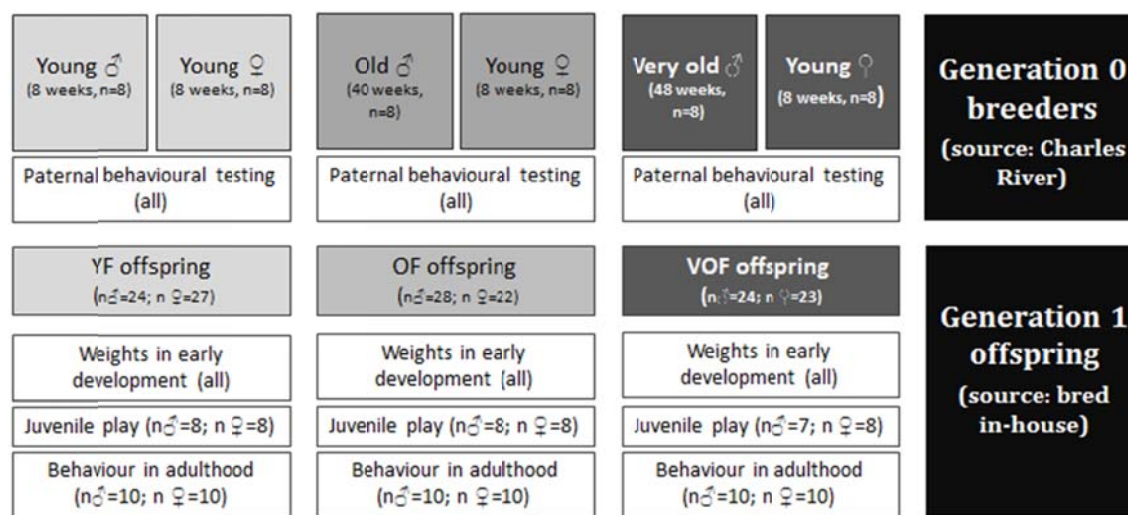 Young ♂
(8 weeks, n=8)
Young ♀
(8 weeks, n=8)
Old ♂
(40 weeks,
n=8)
Young ♀
(8 weeks, n=8)
Very old ♂
(48 weeks,
n=8)
Young ♀
(8 weeks, n=8)
Generation 0
breeders
(source: Charles
River)
Paternal behavioural testing
(all)
Paternal behavioural testing
(all)
Paternal behavioural testing
(all)
YF offspring
(n♂=24; n ♀=27)
OF offspring
(n♂=28; n ♀=22)
VOF offspring
(n♂=24; n ♀=23)
Generation 1
offspring
(source: bred
in-house)
Weights in early
development (all)
Weights in early
development (all)
Weights in early
development (all)
Juvenile play (n♂=8; n ♀=8)
Juvenile play (n♂=8; n ♀=8)
Juvenile play (n♂=7; n ♀=8)
Behaviour in adulthood
(n♂=10; n ♀=10)
Behaviour in adulthood
(n♂=10; n ♀=10)
Behaviour in adulthood
(n♂=10; n ♀=10)